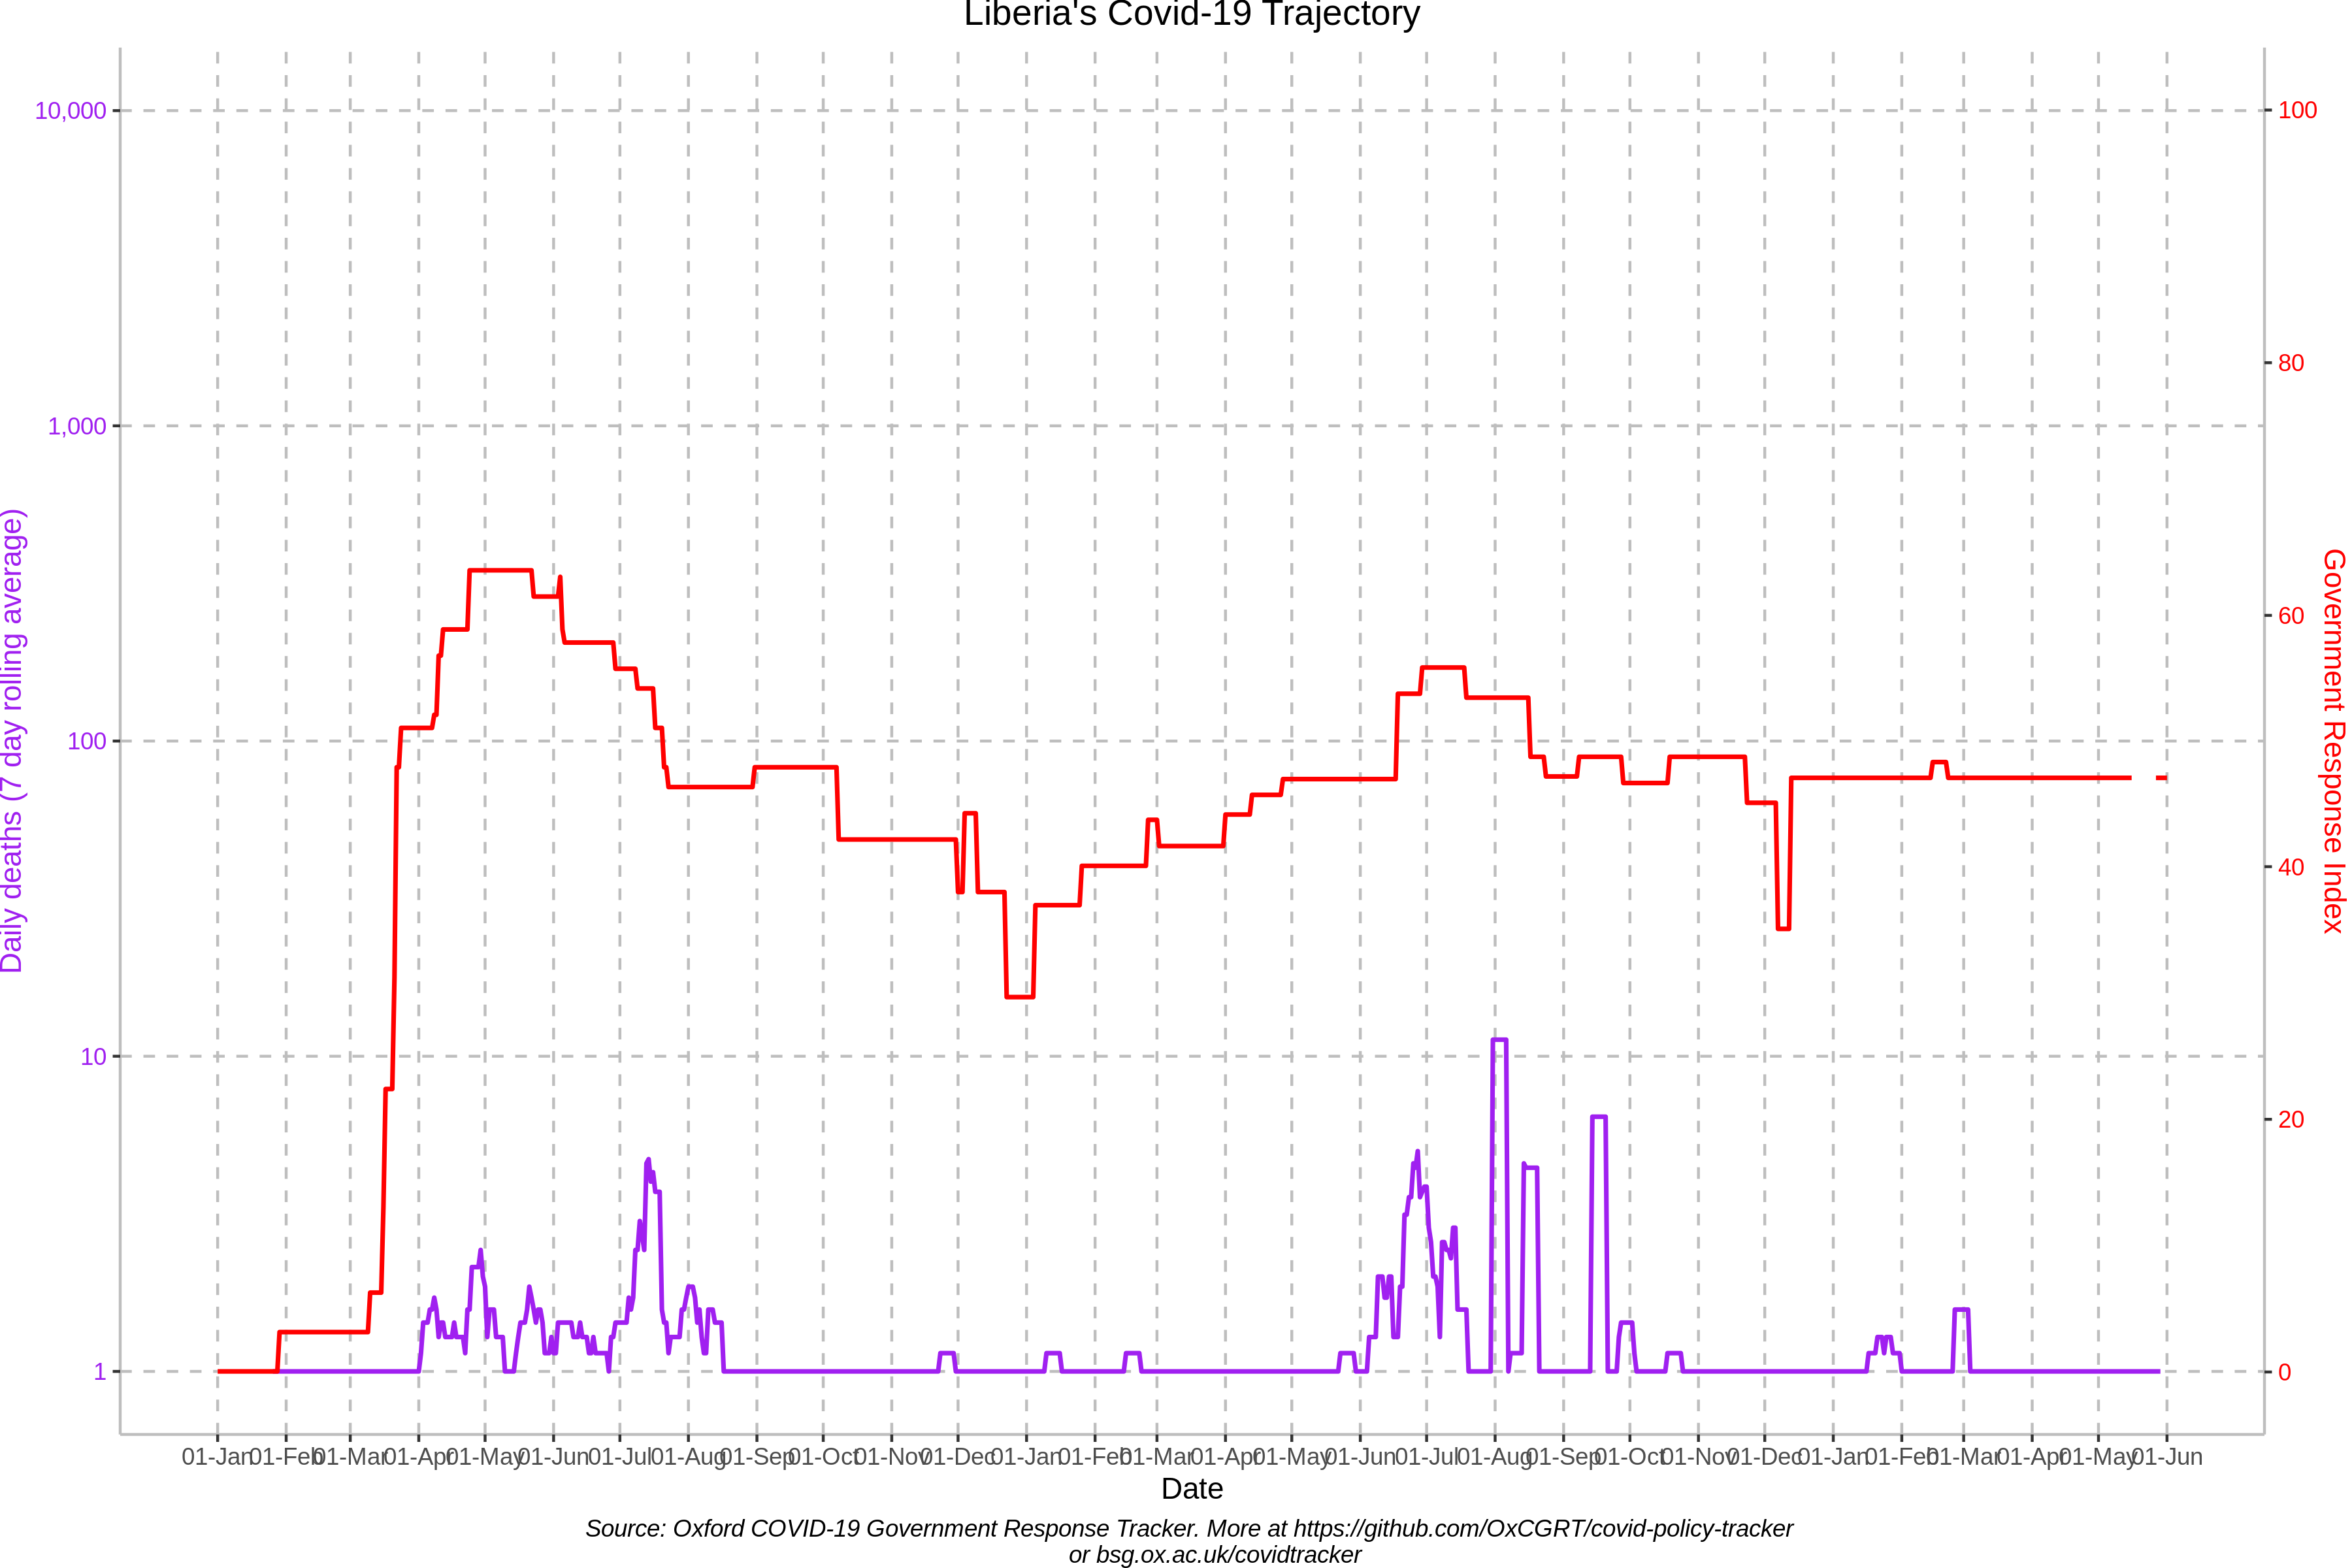 Liberia's Covid-19 Trajectory
10,000
1,000
100
10
1
Daily deaths (7 day rolling average)
100
80
60
40
20
0
Government Response Index
01-Jan 01-Feb 01-Mar 01-Apr 01-May 01-Jun 01-Jul 01-Aug 01-Sep 01-Oct 01-Nov 01-Dec 01-Jan 01-Feb 01-Mar 01-Apr 01-May 01-Jun 01-Jul 01-Aug 01-Sep 01-Oct 01-Nov 01-Dec 01-Jan 01-Feb 01-Mar 01-Apr 01-May 01-Jun
Date
Source: Oxford COVID-19 Government Response Tracker. More at https://github.com/OxCGRT/covid-policy-tracker
or bsg.ox.ac.uk/covidtracker